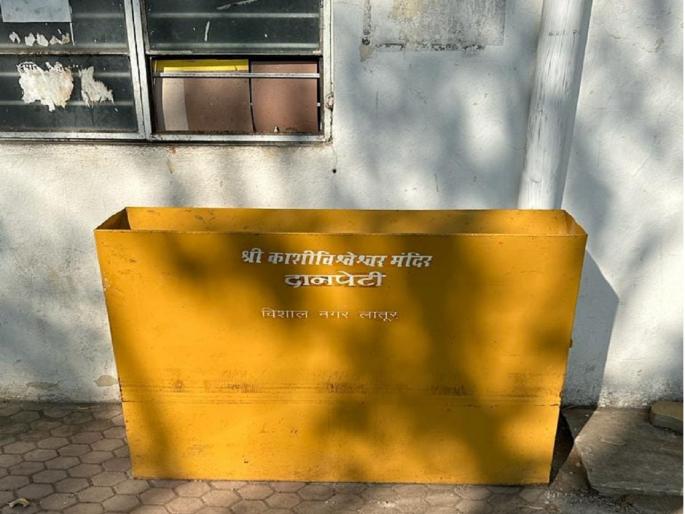 श्री काशीविश्वेश्वर मंदिर
दानपेटी
विशाल नगर लातूर